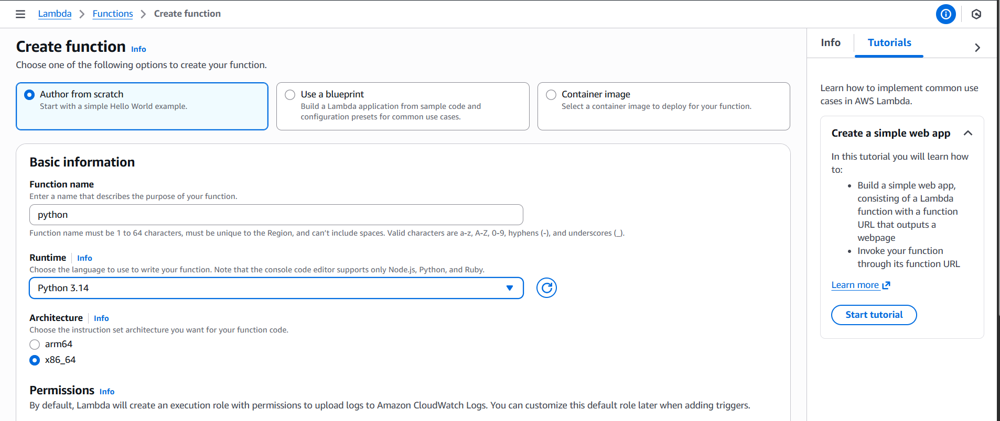 Lambda > Functions > Create function
Create function Info
Choose one of the following options to create your function.
Author from scratch
Start with a simple Hello World example.
Use a blueprint
Build a Lambda application from sample code and
configuration presets for common use cases.
Container image
Select a container image to deploy for your function.
Basic information
Function name
Enter a name that describes the purpose of your function.
python
Function name must be 1 to 64 characters, must be unique to the Region, and can’t include spaces. Valid characters are a-z, A-Z, 0-9, hyphens (-), and underscores (_).
Runtime Info
Choose the language to use to write your function. Note that the console code editor supports only Node.js, Python, and Ruby.
Python 3.14
Architecture Info
Choose the instruction set architecture you want for your function code.
arm64
x86_64
Permissions Info
By default, Lambda will create an execution role with permissions to upload logs to Amazon CloudWatch Logs. You can customize this default role later when adding triggers.
Info Tutorials
Learn how to implement common use
cases in AWS Lambda.
Create a simple web app
In this tutorial you will learn how
to:
• Build a simple web app,
consisting of a Lambda
function with a function
URL that outputs a
webpage
• Invoke your function
through its function URL
Learn more
Start tutorial